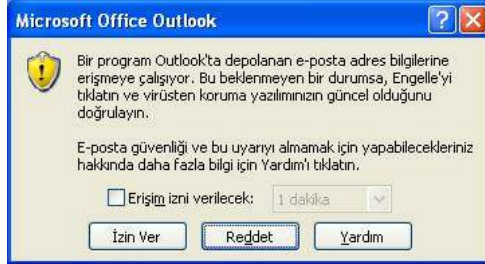 Microsoft Office Outlook
Bir program Outlook'ta depolanan e-posta adres bilgilerine
erişmeye çalışıyor. Bu beklenmeyen bir durumsa, Engelle'yi
tıklatın ve virüsten koruma yazılımınızın güncel olduğunu
doğrulayın.
E-posta güvenliği ve bu uyarıyı almamak için yapabilecekleriniz
hakkında daha fazla bilgi için Yardım'ı tıklatın.
Erişim izni verilecek: 1 dakika
İzin Ver Reddet Yardım